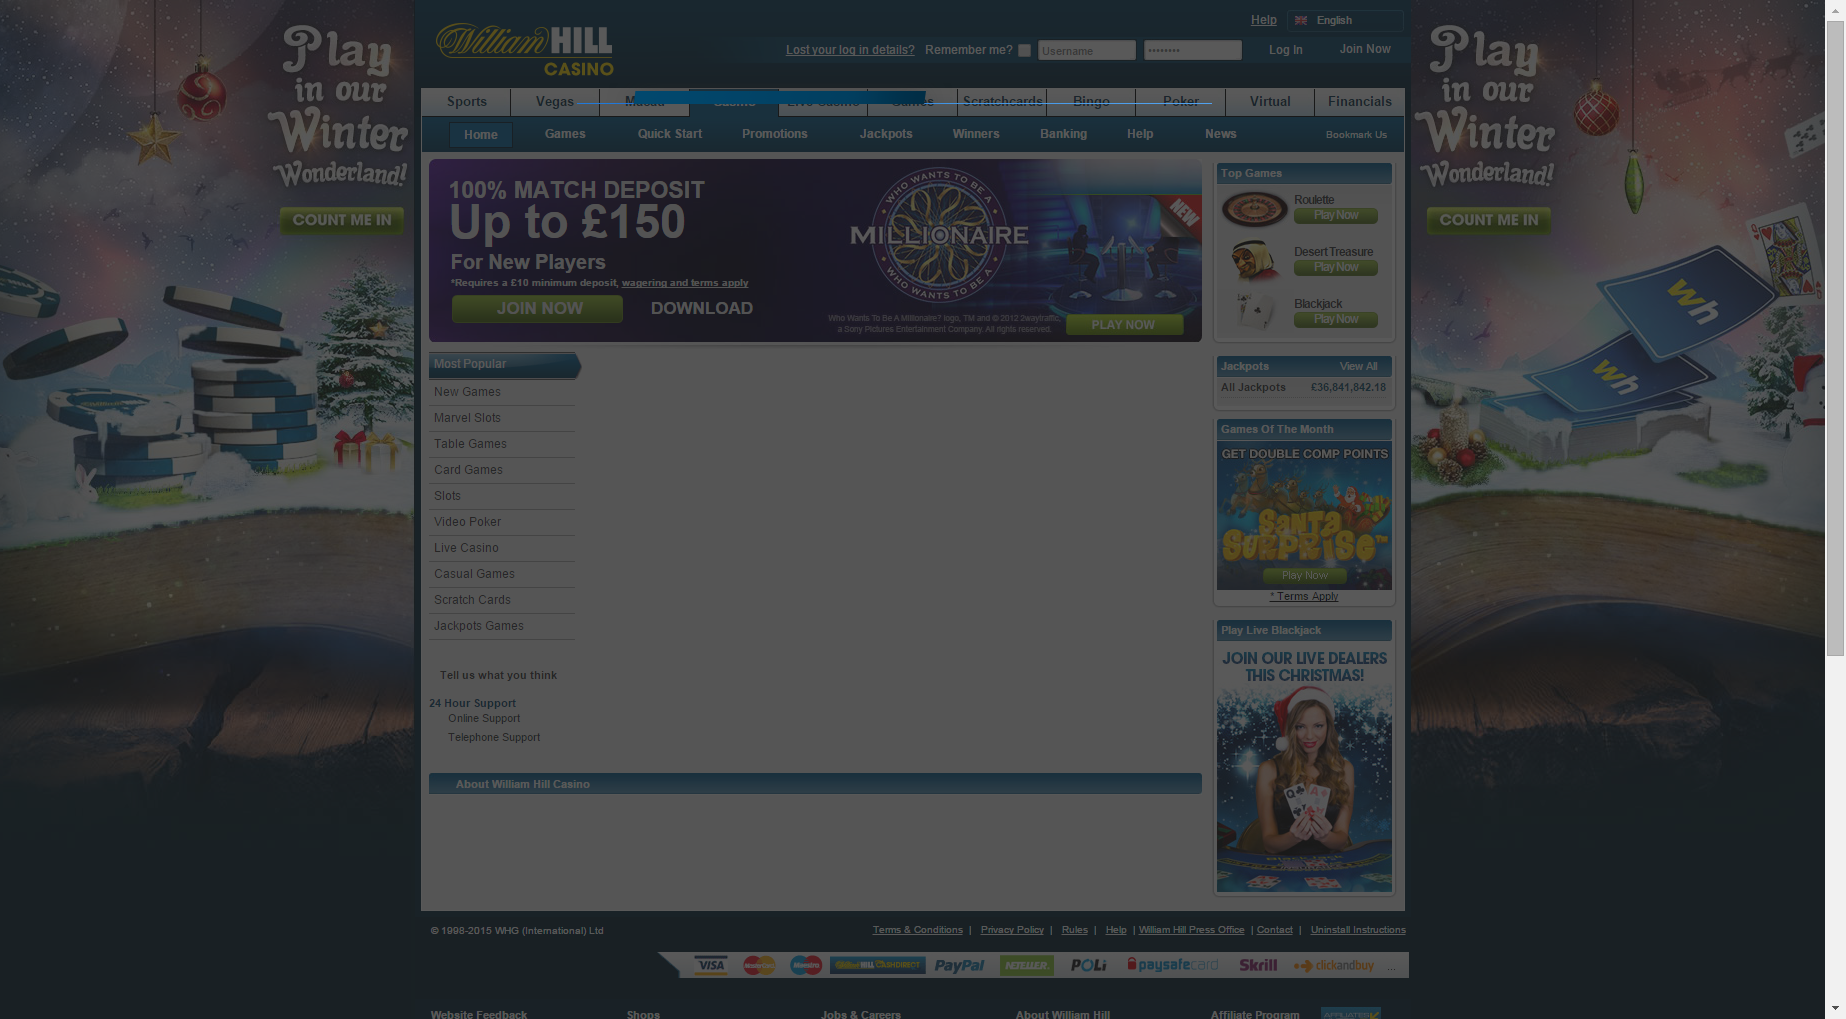 Play
in our
Winter
Wonderland!
COUNT ME IN
William HILL
CASINO
Help
English
Lost your log in details?
Remember me?
Username
••••••••
Log In
Join Now
Sports
Vegas
Scratchcards
Bingo
Poker
Virtual
Financials
Home
Games
Quick Start
Promotions
Jackpots
Winners
Banking
Help
News
Bookmark Us
100% MATCH DEPOSIT
Up to £150
For New Players
*Requires a £10 minimum deposit, wagering and terms apply
JOIN NOW
DOWNLOAD
WHO WANTS TO BE A
MILLIONAIRE
WHO WANTS TO BE A
NEW
Who Wants To Be A Millionaire? logo, TM and © 2012 2waytraffic,
a Sony Pictures Entertainment Company. All rights reserved.
PLAY NOW
Top Games
Roulette
Play Now
Desert Treasure
Play Now
Blackjack
Play Now
Most Popular
New Games
Marvel Slots
Table Games
Card Games
Slots
Video Poker
Live Casino
Casual Games
Scratch Cards
Jackpots Games
Tell us what you think
24 Hour Support
Online Support
Telephone Support
Jackpots
View All
All Jackpots
£36,841,842.18
Games Of The Month
GET DOUBLE COMP POINTS
SANTA
SURPRISE™
Play Now
* Terms Apply
Play Live Blackjack
JOIN OUR LIVE DEALERS
THIS CHRISTMAS!
About William Hill Casino
Play
in our
Winter
Wonderland!
COUNT ME IN
wh
wh
© 1998-2015 WHG (International) Ltd
Terms & Conditions | Privacy Policy | Rules | Help | William Hill Press Office | Contact | Uninstall Instructions
VISA
MasterCard
Maestro
William HILL CASHDIRECT
PayPal
NETELLER
POLi
paysafecard
Skrill
clickandbuy
...
Website Feedback
Shops
Jobs & Careers
About William Hill
Affiliate Program
AFFILIATES